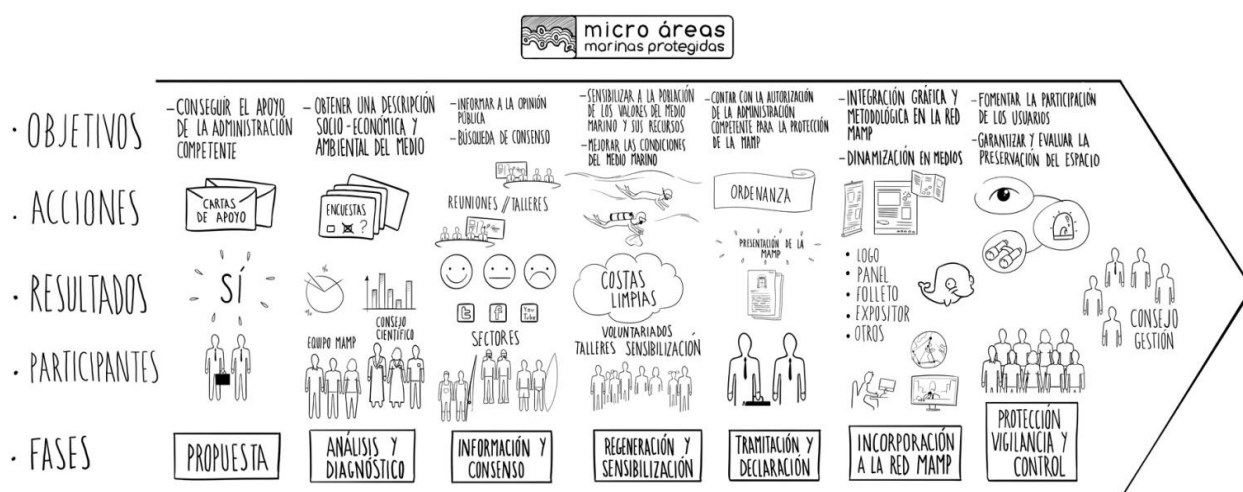 micro áreas
marinas protegidas
· OBJETIVOS
- CONSEGUIR EL APOYO
DE LA ADMINISTRACIÓN
COMPETENTE
- OBTENER UNA DESCRIPCIÓN
SOCIO-ECONÓMICA Y
AMBIENTAL DEL MEDIO
- INFORMAR A LA OPINIÓN
PÚBLICA
- BÚSQUEDA DE CONSENSO
- SENSIBILIZAR A LA POBLACIÓN
DE LOS VALORES DEL MEDIO
MARINO Y SUS RECURSOS
- MEJORAR LAS CONDICIONES
DEL MEDIO MARINO
- CONTAR CON LA AUTORIZACIÓN
DE LA ADMINISTRACIÓN
COMPETENTE PARA LA PROTECCIÓN
DE LA MAMP
- INTEGRACIÓN GRÁFICA Y
METODOLÓGICA EN LA RED
MAMP
- DINAMIZACIÓN EN MEDIOS
- FOMENTAR LA PARTICIPACIÓN
DE LOS USUARIOS
- GARANTIZAR Y EVALUAR LA
PRESERVACIÓN DEL ESPACIO
· ACCIONES
CARTAS
DE APOYO
ENCUESTAS
?
REUNIONES // TALLERES
ORDENANZA
· RESULTADOS
SÍ
%
%
COSTAS
LIMPIAS
PRESENTACIÓN DE LA
MAMP
• LOGO
• PANEL
• FOLLETO
• EXPOSITOR
• OTROS
· PARTICIPANTES
EQUIPO MAMP
CONSEJO
CIENTÍFICO
t
f
You
Tube
SECTORES
VOLUNTARIADOS
TALLERES SENSIBILIZACIÓN
CONSEJO
GESTIÓN
· FASES
PROPUESTA
ANÁLISIS Y
DIAGNÓSTICO
INFORMACIÓN Y
CONSENSO
REGENERACIÓN Y
SENSIBILIZACIÓN
TRAMITACIÓN Y
DECLARACIÓN
INCORPORACIÓN
A LA RED MAMP
PROTECCIÓN
VIGILANCIA Y
CONTROL